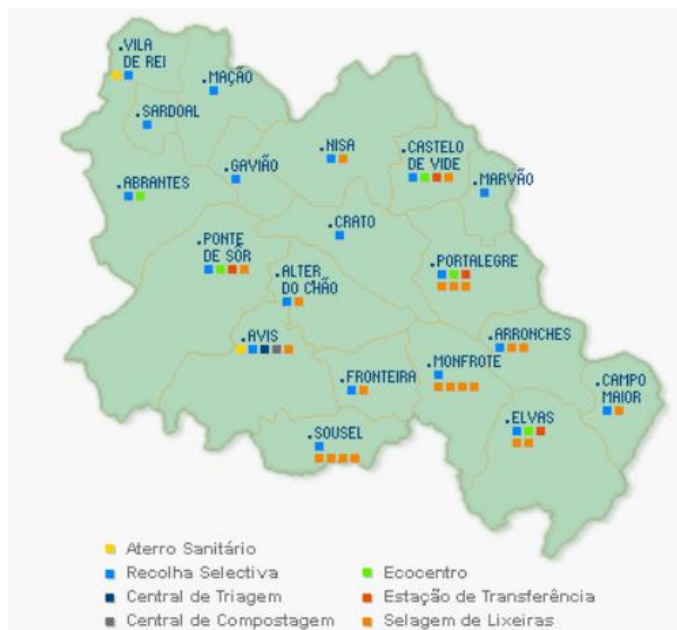 .VILA
DE REI
.MAÇÃO
.SARDOAL
.NISA
.CASTELO
DE VIDE
.GAVIÃO
.MARVÃO
.ABRANTES
.CRATO
.PONTE
DE SÔR
.PORTALEGRE
.ALTER
DO CHÃO
.AVIS
.ARRONCHES
.MONFROTE
.FRONTEIRA
.CAMPO
MAIOR
.ELVAS
.SOUSEL
Aterro Sanitário
Recolha Selectiva
Ecocentro
Central de Triagem
Estação de Transferência
Central de Compostagem
Selagem de Lixeiras